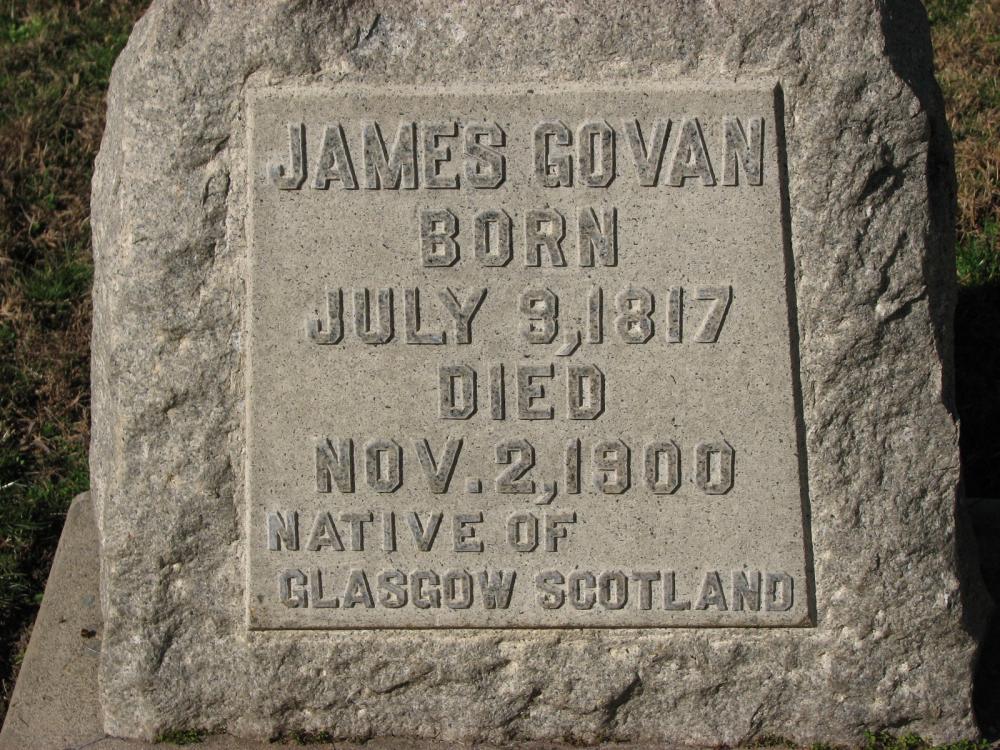 JAMES GOVAN
BORN
JULY 9,1817
DIED
NOV. 2,1900
NATIVE OF
GLASGOW SCOTLAND